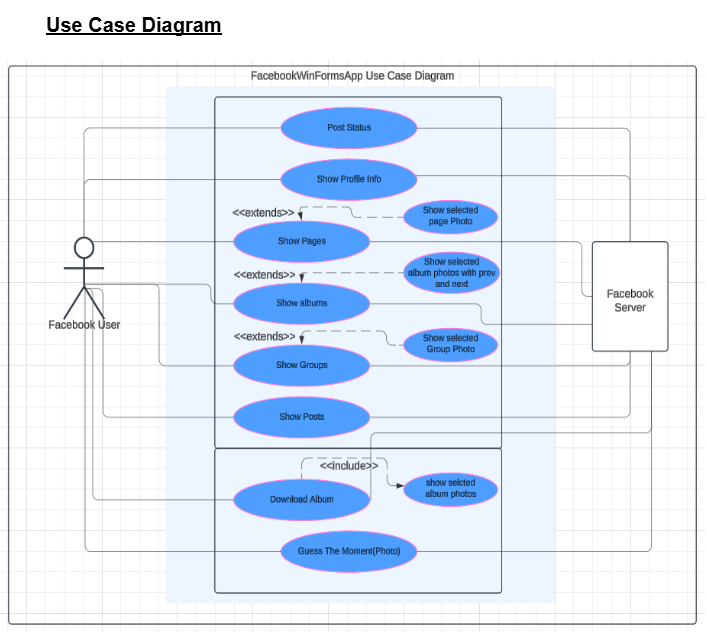 Use Case Diagram
FacebookWinFormsApp Use Case Diagram
Post Status
Show Profile Info
<<extends>>
Show selected
page Photo
Show Pages
Show selected
album photos with prev
and next
<<extends>>
Show albums
Facebook User
Facebook
Server
<<extends>>
Show selected
Group Photo
Show Groups
Show Posts
<<include>>
show selcted
album photos
Download Album
Guess The Moment(Photo)